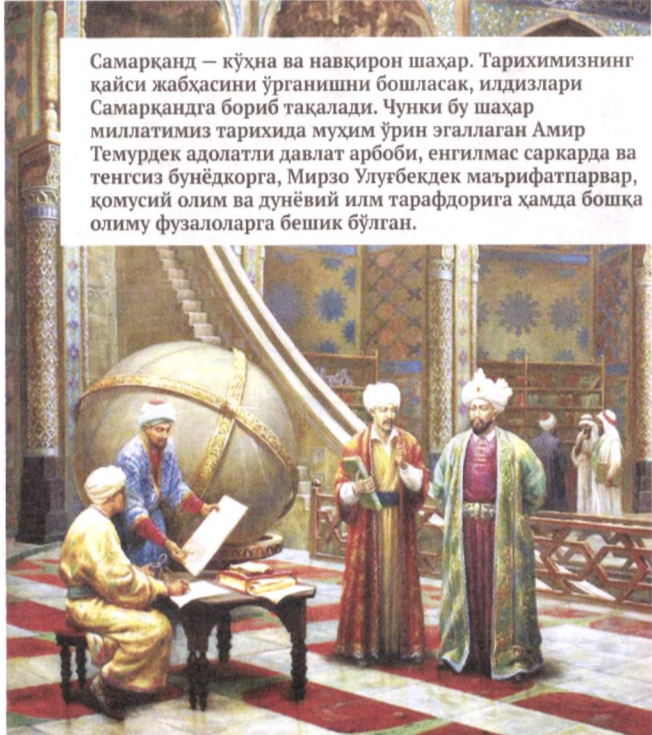 Самарқанд — кўҳна ва навқирон шаҳар. Тарихимизнинг
қайси жабҳасини ўрганишни бошласак, илдизлари
Самарқандга бориб тақалади. Чунки бу шаҳар
миллатимиз тарихида муҳим ўрин эгаллаган Амир
Темурдек адолатли давлат арбоби, енгилмас саркарда ва
тенгсиз бунёдкорга, Мирзо Улуғбекдек маърифатпарвар,
қомусий олим ва дунёвий илм тарафдорига ҳамда бошқа
олиму фузалоларга бешик бўлган.